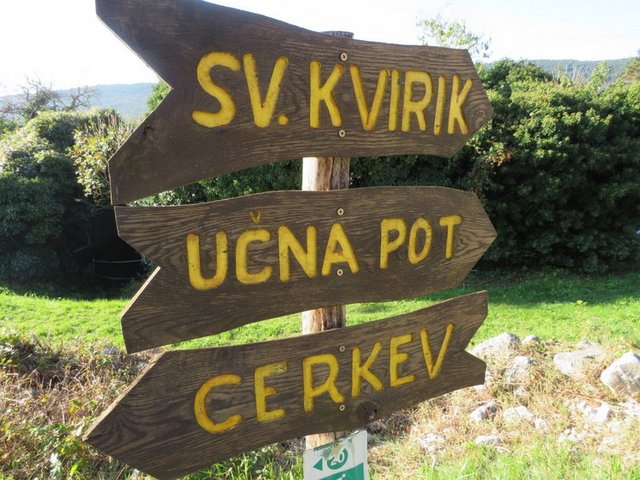 SV. KVIRIK
UČNA POT
CERKEV